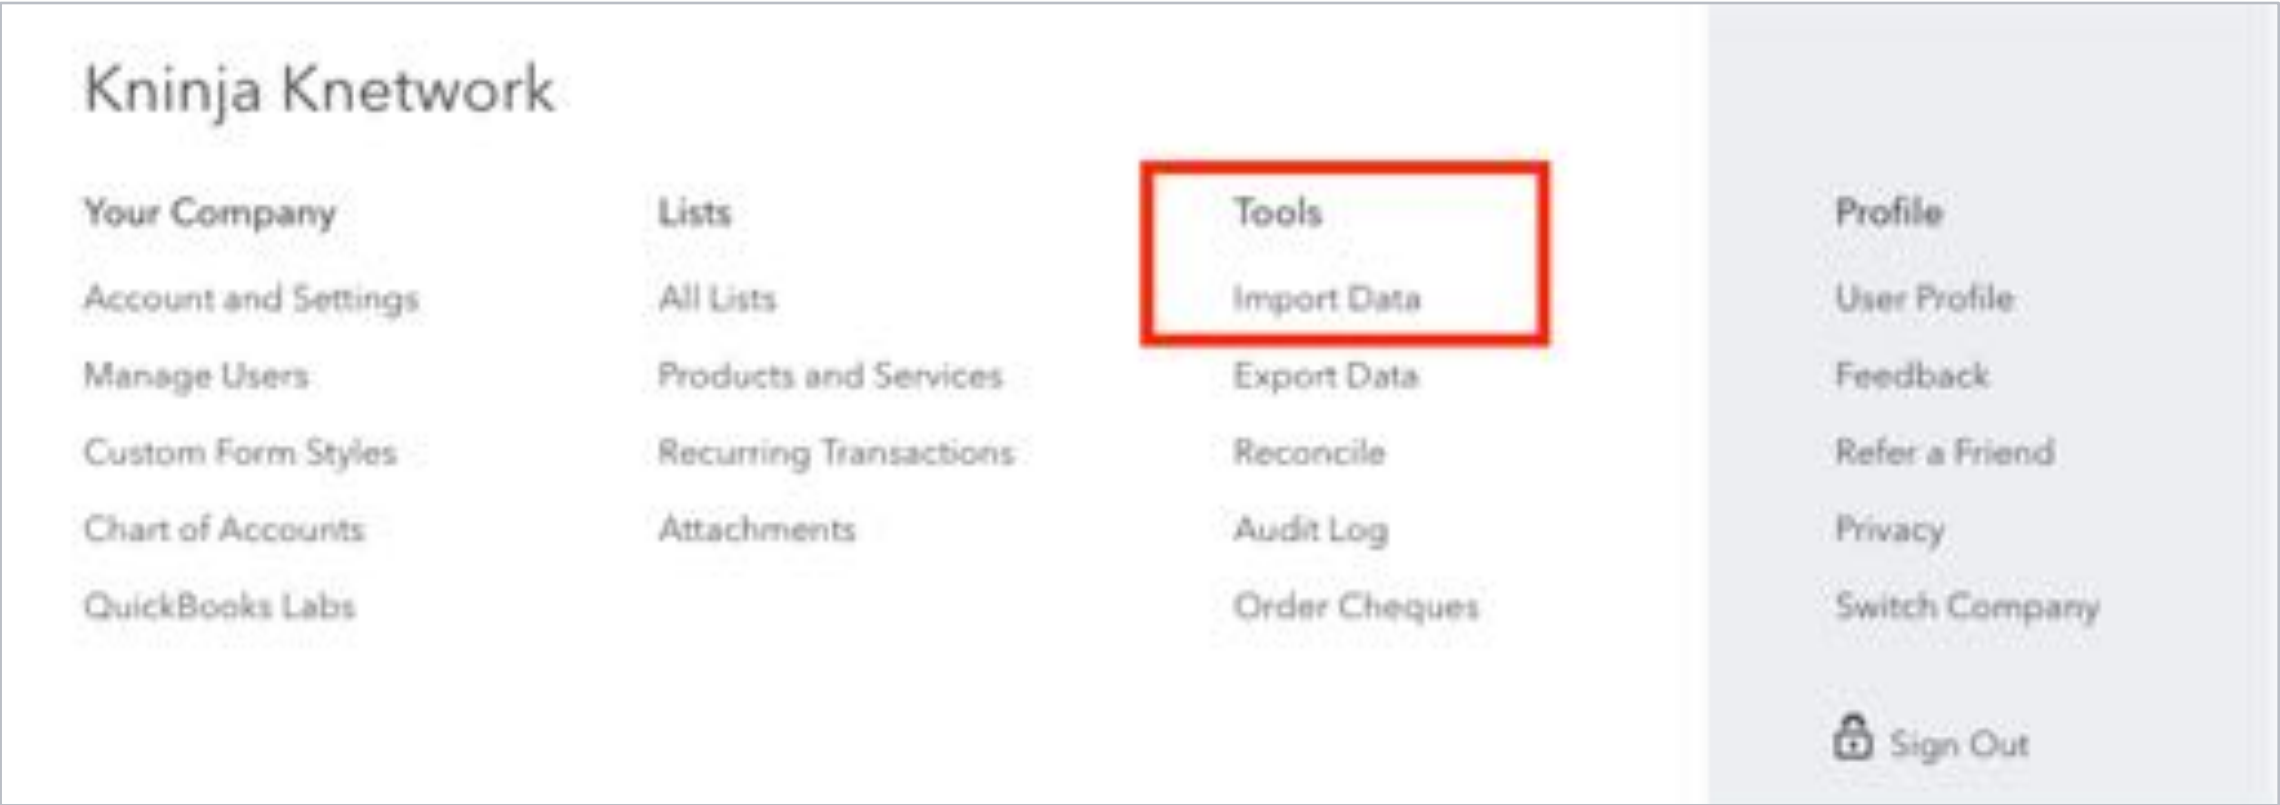 Kninja Knetwork
Your Company
Account and Settings
Manage Users
Custom Form Styles
Chart of Accounts
QuickBooks Labs
Lists
All Lists
Products and Services
Recurring Transactions
Attachments
Tools
Import Data
Export Data
Reconcile
Audit Log
Order Cheques
Profile
User Profile
Feedback
Refer a Friend
Privacy
Switch Company
Sign Out